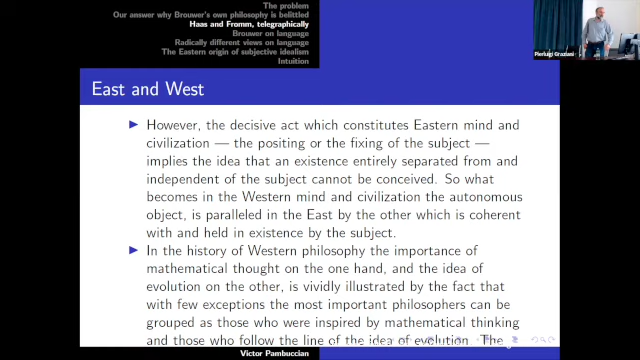 The problem
Our answer why Brouwer's own philosophy is belittled
Haas and Fromm, telegraphically
Brouwer on language
Radically different views on language
The Eastern origin of subjective idealism
Intuition
Pierluigi Graziani
East and West
However, the decisive act which constitutes Eastern mind and
civilization — the positing or the fixing of the subject —
implies the idea that an existence entirely separated from and
independent of the subject cannot be conceived. So what
becomes in the Western mind and civilization the autonomous
object, is paralleled in the East by the other which is coherent
with and held in existence by the subject.
In the history of Western philosophy the importance of
mathematical thought on the one hand, and the idea of
evolution on the other, is vividly illustrated by the fact that
with few exceptions the most important philosophers can be
grouped as those who were inspired by mathematical thinking
and those who follow the line of the idea of evolution. The
Victor Pambuccian